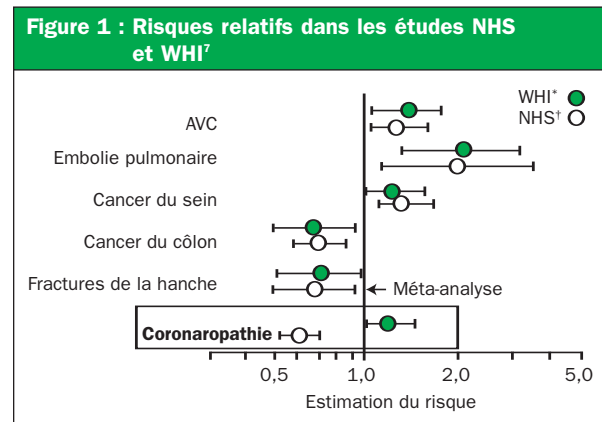 Figure 1 : Risques relatifs dans les études NHS
et WHI⁷
WHI*
NHS†
AVC
Embolie pulmonaire
Cancer du sein
Cancer du côlon
Fractures de la hanche
Méta-analyse
Coronaropathie
0,5 1,0 2,0 5,0
Estimation du risque